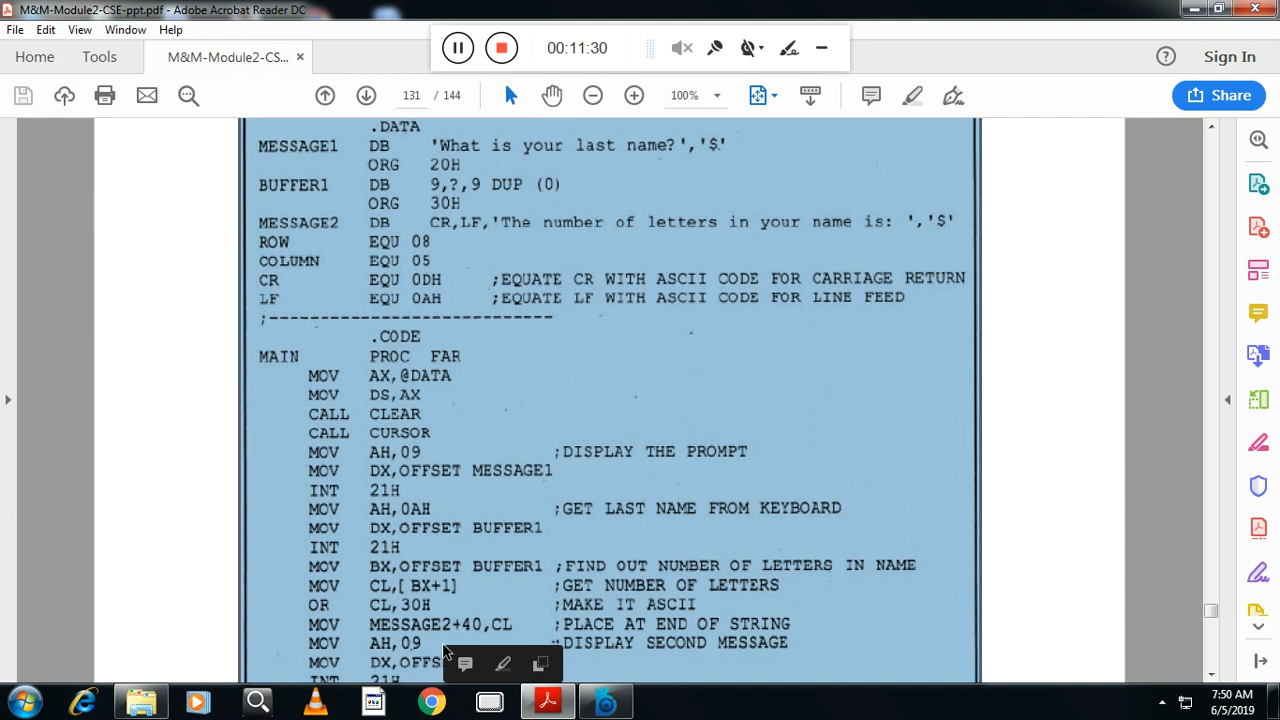 M&M-Module2-CSE-ppt.pdf - Adobe Acrobat Reader DC
File Edit View Window Help
00:11:30
Home Tools M&M-Module2-CS... × Sign In
131 / 144 100% Share
.DATA
MESSAGE1 DB 'What is your last name?','$'
ORG 20H
BUFFER1 DB 9,?,9 DUP (0)
ORG 30H
MESSAGE2 DB CR,LF,'The number of letters in your name is: ','$'
ROW EQU 08
COLUMN EQU 05
CR EQU 0DH ;EQUATE CR WITH ASCII CODE FOR CARRIAGE RETURN
LF EQU 0AH ;EQUATE LF WITH ASCII CODE FOR LINE FEED
;----------------------------
.CODE
MAIN PROC FAR
MOV AX,@DATA
MOV DS,AX
CALL CLEAR
CALL CURSOR
MOV AH,09 ;DISPLAY THE PROMPT
MOV DX,OFFSET MESSAGE1
INT 21H
MOV AH,0AH ;GET LAST NAME FROM KEYBOARD
MOV DX,OFFSET BUFFER1
INT 21H
MOV BX,OFFSET BUFFER1 ;FIND OUT NUMBER OF LETTERS IN NAME
MOV CL,[ BX+1] ;GET NUMBER OF LETTERS
OR CL,30H ;MAKE IT ASCII
MOV MESSAGE2+40,CL ;PLACE AT END OF STRING
MOV AH,09 ;DISPLAY SECOND MESSAGE
MOV DX,OFFS
INT 21H
7:50 AM
6/5/2019